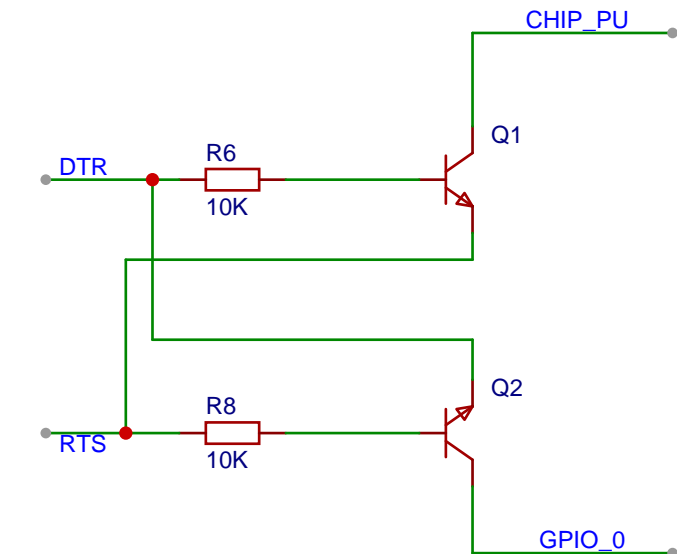 CHIP_PU
Q1
R6
DTR
10K
Q2
R8
RTS
10K
GPIO_0